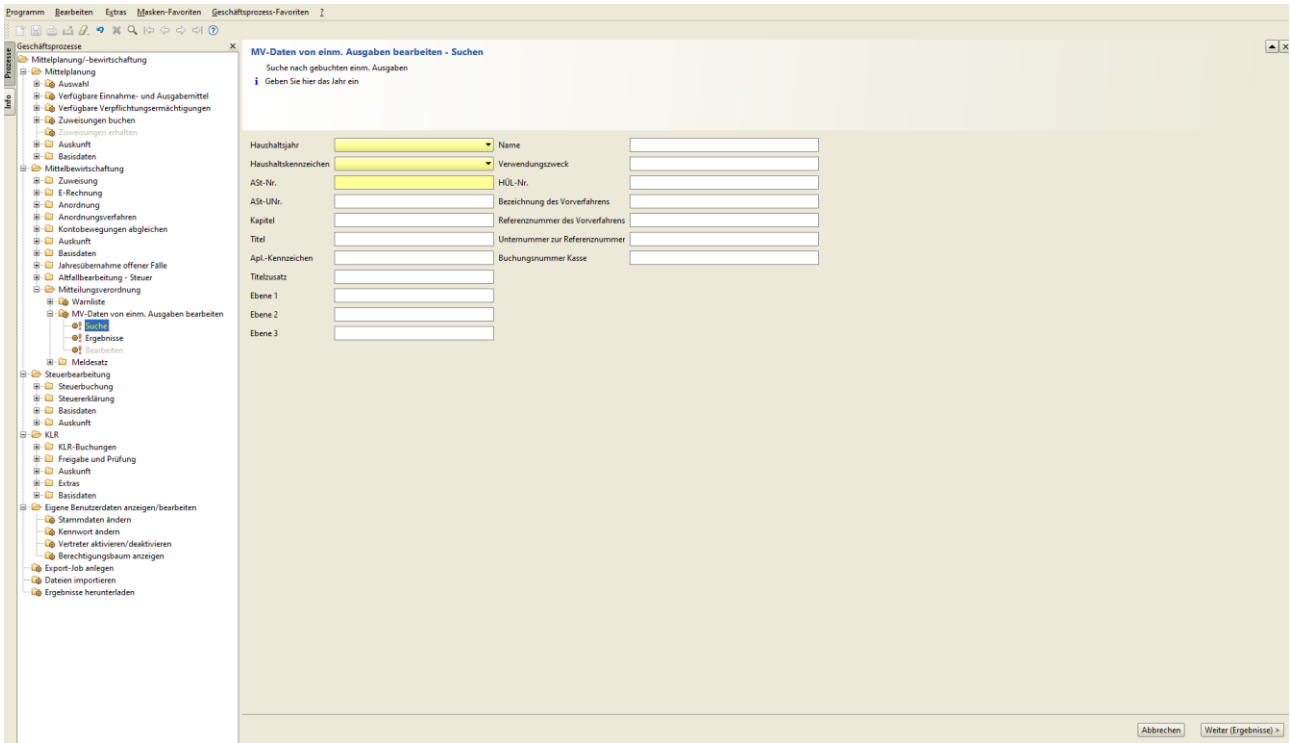 Programm Bearbeiten Extras Masken-Favoriten Geschäftsprozess-Favoriten ?
Prozesse
Info
Geschäftsprozesse
Mittelplanung/-bewirtschaftung
Mittelplanung
Auswahl
Verfügbare Einnahme- und Ausgabemittel
Verfügbare Verpflichtungsermächtigungen
Zuweisungen buchen
Zuweisungen erhalten
Auskunft
Basisdaten
Mittelbewirtschaftung
Zuweisung
E-Rechnung
Anordnung
Anordnungsverfahren
Kontobewegungen abgleichen
Auskunft
Basisdaten
Jahresübernahme offener Fälle
Altfallbearbeitung - Steuer
Mitteilungsverordnung
Warnliste
MV-Daten von einm. Ausgaben bearbeiten
Suche
Ergebnisse
Bearbeiten
Meldesatz
Steuerbearbeitung
Steuerbuchung
Steuererklärung
Basisdaten
Auskunft
KLR
KLR-Buchungen
Freigabe und Prüfung
Auskunft
Extras
Basisdaten
Eigene Benutzerdaten anzeigen/bearbeiten
Stammdaten ändern
Kennwort ändern
Vertreter aktivieren/deaktivieren
Berechtigungsbaum anzeigen
Export-Job anlegen
Dateien importieren
Ergebnisse herunterladen
MV-Daten von einm. Ausgaben bearbeiten - Suchen
Suche nach gebuchten einm. Ausgaben
Geben Sie hier das Jahr ein
Haushaltsjahr Name
Haushaltskennzeichen Verwendungszweck
ASt-Nr. HÜL-Nr.
ASt-UNr. Bezeichnung des Vorverfahrens
Kapitel Referenznummer des Vorverfahrens
Titel Unternummer zur Referenznummer
Apl.-Kennzeichen Buchungsnummer Kasse
Titelzusatz
Ebene 1
Ebene 2
Ebene 3
Abbrechen Weiter (Ergebnisse) >